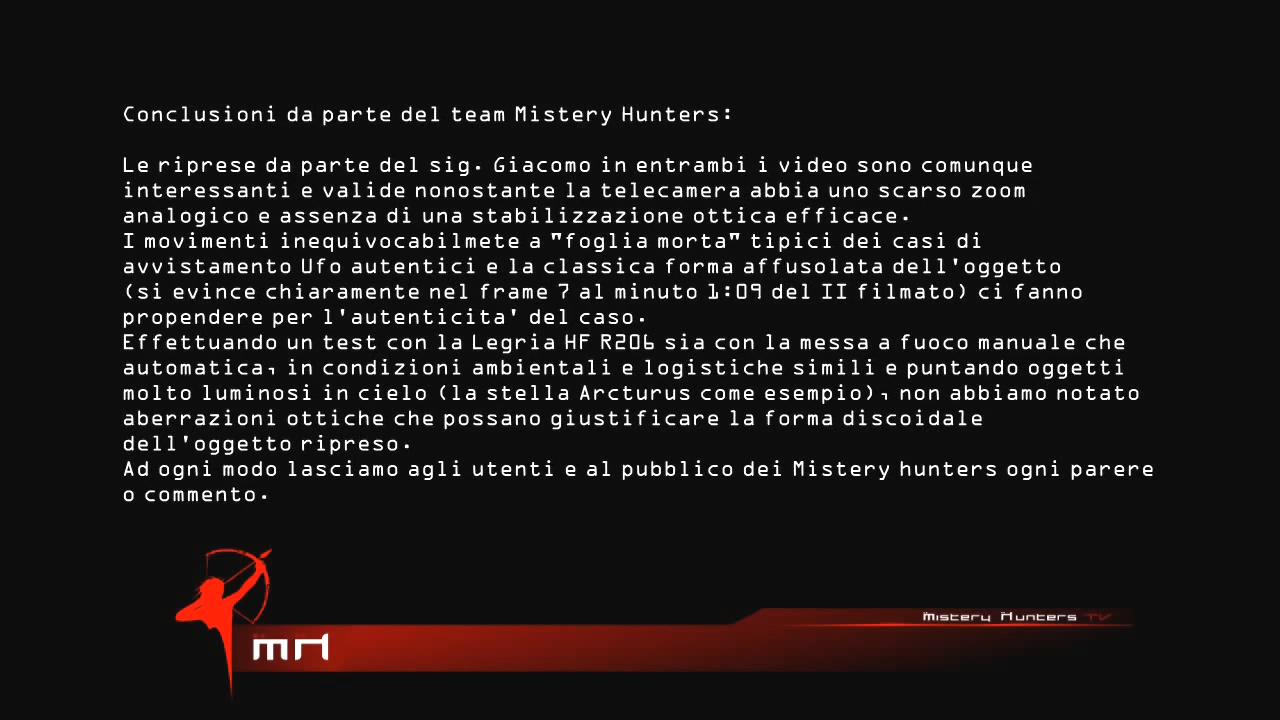 Conclusioni da parte del team Mistery Hunters:
Le riprese da parte del sig. Giacomo in entrambi i video sono comunque
interessanti e valide nonostante la telecamera abbia uno scarso zoom
analogico e assenza di una stabilizzazione ottica efficace.
I movimenti inequivocabilmete a "foglia morta" tipici dei casi di
avvistamento Ufo autentici e la classica forma affusolata dell'oggetto
(si evince chiaramente nel frame 7 al minuto 1:09 del II filmato) ci fanno
propendere per l'autenticita' del caso.
Effettuando un test con la Legria HF R206 sia con la messa a fuoco manuale che
automatica, in condizioni ambientali e logistiche simili e puntando oggetti
molto luminosi in cielo (la stella Arcturus come esempio), non abbiamo notato
aberrazioni ottiche che possano giustificare la forma discoidale
dell'oggetto ripreso.
Ad ogni modo lasciamo agli utenti e al pubblico dei Mistery hunters ogni parere
o commento.
Mistery Hunters TV
MH